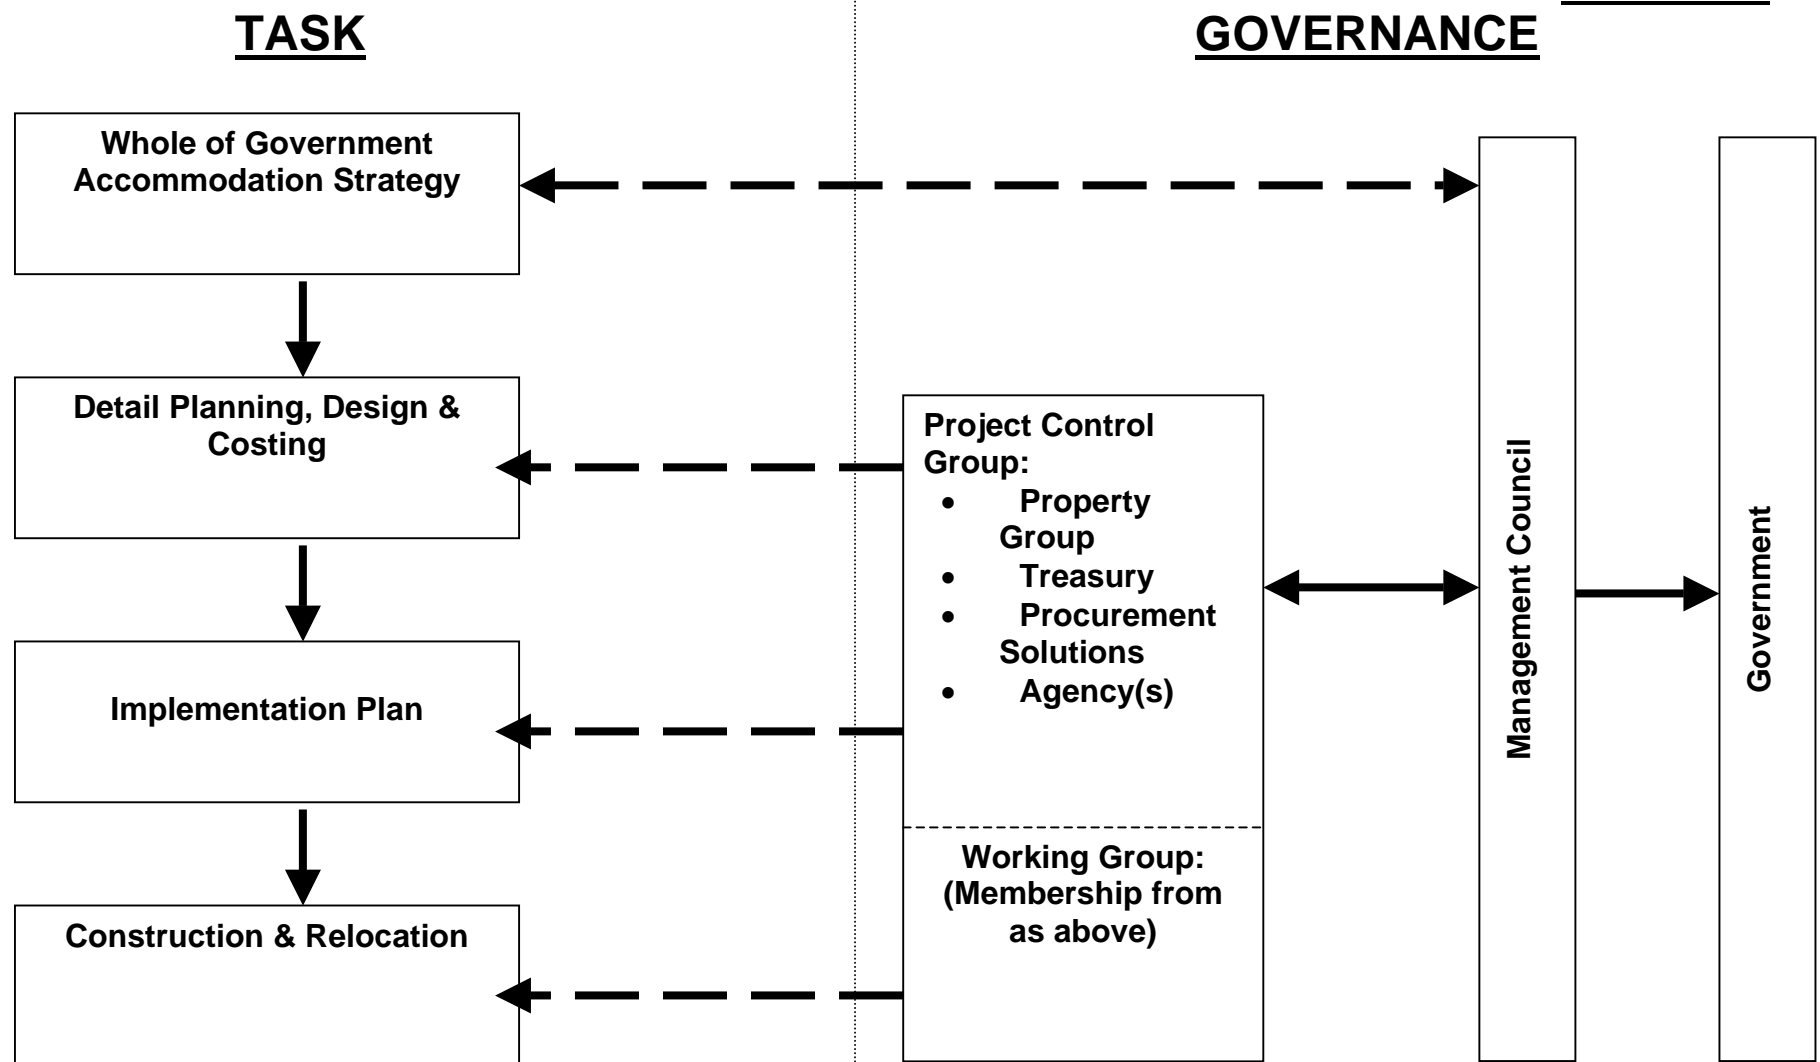 TASK
GOVERNANCE
Whole of Government
Accommodation Strategy
Detail Planning, Design &
Costing
Implementation Plan
Construction & Relocation
Project Control
Group:
• Property
Group
• Treasury
• Procurement
Solutions
• Agency(s)
Working Group:
(Membership from
as above)
Management Council
Government